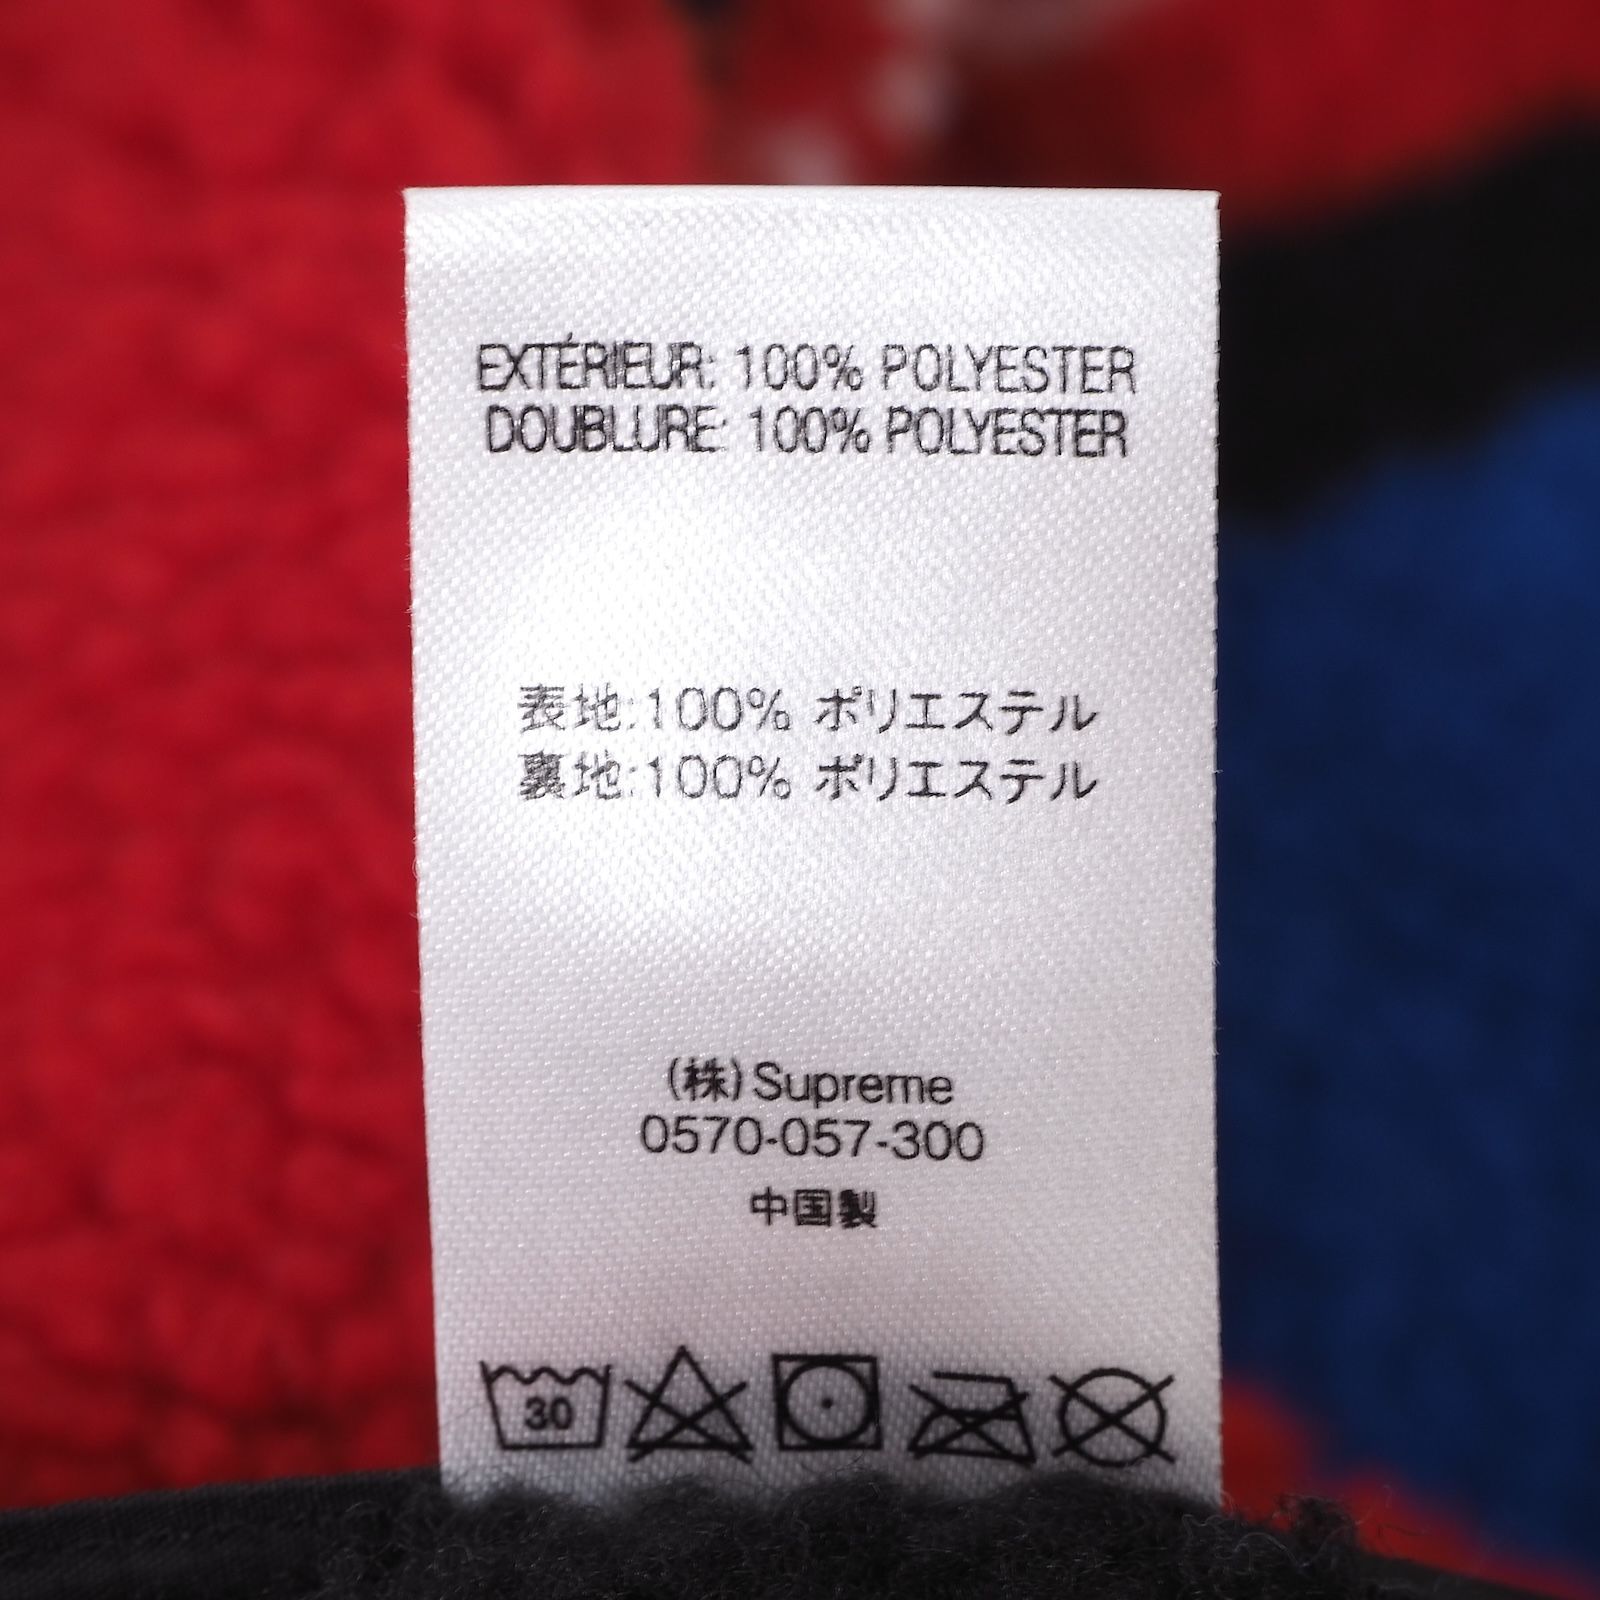 EXTÉRIEUR: 100% POLYESTER
DOUBLURE: 100% POLYESTER
表地:100% ポリエステル
裏地:100% ポリエステル
(株)Supreme
0570-057-300
中国製
30